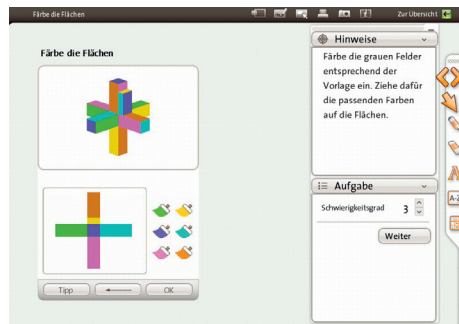 Färbe die Flächen
Zur Übersicht
Färbe die Flächen
Hinweise
Färbe die grauen Felder
entsprechend der
Vorlage ein. Ziehe dafür
die passenden Farben
auf die Flächen.
Aufgabe
Schwierigkeitsgrad 3
Weiter
Tipp
OK
A-Z